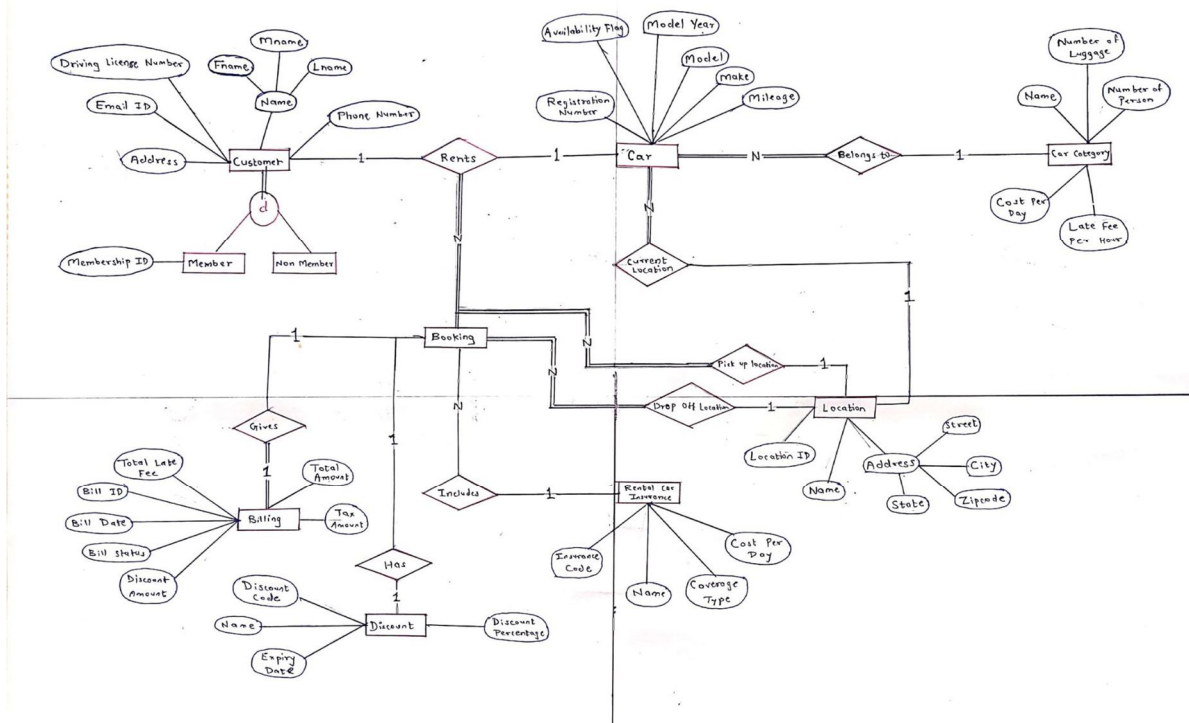 Availability Flag
Model Year
Model
Make
Mileage
Registration
Number
Number of
Luggage
Name
Number of
Person
Mname
Fname
Lname
Name
Driving License Number
Email ID
Phone Number
Address
Customer
1
Rents
1
Car
N
Belongs to
1
Car Category
Cost Per
Day
Late Fee
Per Hour
d
Membership ID
Member
Non Member
N
N
Current
Location
1
1
Booking
N
N
N
Pick up location
1
Drop Off Location
1
Location
Gives
1
1
N
Location ID
Name
Address
Street
City
Zipcode
State
Total Late
Fee
Total
Amount
Bill ID
Bill Date
Bill Status
Discount
Amount
Billing
Tax
Amount
Includes
1
Rental Car
Insurance
Insurance
Code
Name
Coverage
Type
Cost Per
Day
Has
1
Discount
Code
Name
Expiry
Date
Discount
Discount
Percentage